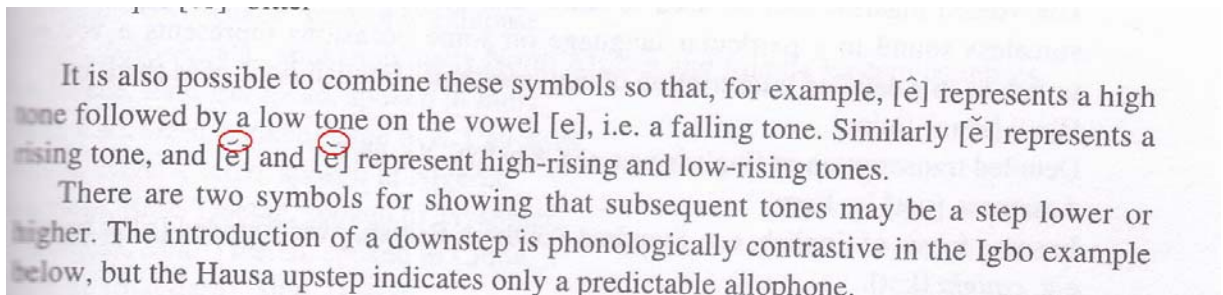 It is also possible to combine these symbols so that, for example, [ê] represents a high
tone followed by a low tone on the vowel [e], i.e. a falling tone. Similarly [ě] represents a
rising tone, and [e᷄] and [e᷅] represent high-rising and low-rising tones.
There are two symbols for showing that subsequent tones may be a step lower or
higher. The introduction of a downstep is phonologically contrastive in the Igbo example
below, but the Hausa upstep indicates only a predictable allophone.